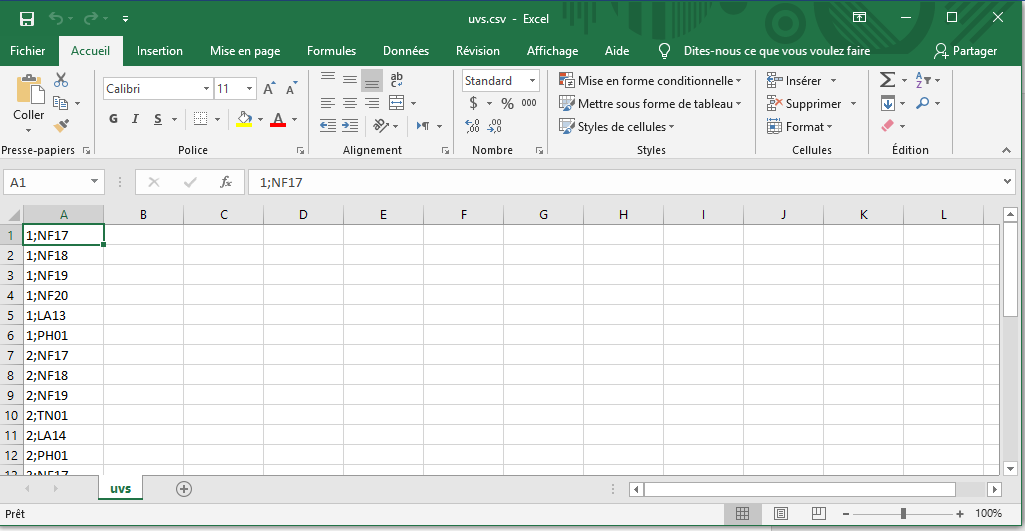 uvs.csv - Excel
Fichier Accueil Insertion Mise en page Formules Données Révision Affichage Aide Dites-nous ce que vous voulez faire Partager
Coller
Calibri 11 A A
G I S A
ab c
Standard
$ % 000
Mise en forme conditionnelle
Mettre sous forme de tableau
Styles de cellules
Insérer
Supprimer
Format
Presse-papiers Police Alignement Nombre Styles Cellules Édition
A1 fx 1;NF17
A B C D E F G H I J K L
1 1;NF17
2 1;NF18
3 1;NF19
4 1;NF20
5 1;LA13
6 1;PH01
7 2;NF17
8 2;NF18
9 2;NF19
10 2;TN01
11 2;LA14
12 2;PH01
13 3;NF17
uvs
Prêt 100%